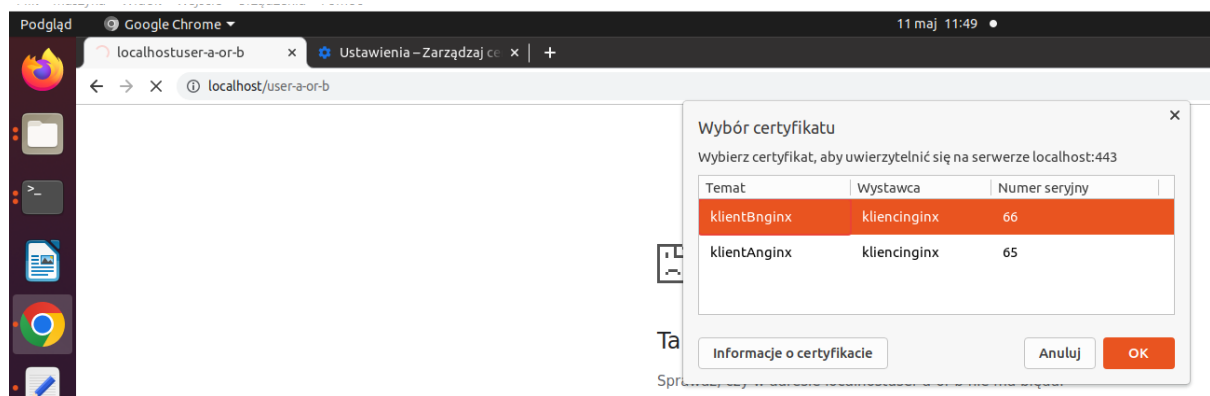 Podgląd
Google Chrome
11 maj 11:49
localhostuser-a-or-b
Ustawienia – Zarządzaj ce
localhost/user-a-or-b
Wybór certyfikatu
Wybierz certyfikat, aby uwierzytelnić się na serwerze localhost:443
Temat Wystawca Numer seryjny
klientBnginx kliencinginx 66
klientAnginx kliencinginx 65
Ta
Informacje o certyfikacie Anuluj OK